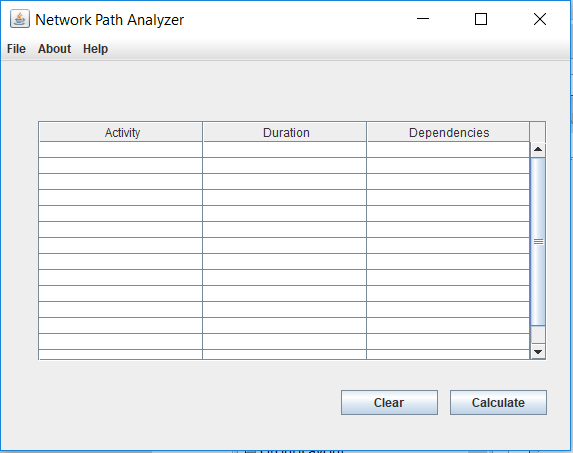 Network Path Analyzer
File About Help
Activity Duration Dependencies
Clear Calculate